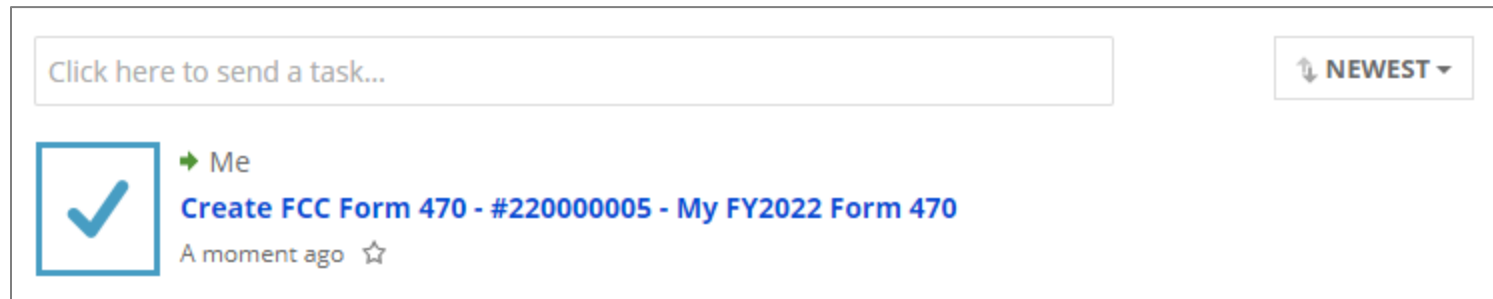 Click here to send a task...
NEWEST
Me
Create FCC Form 470 - #220000005 - My FY2022 Form 470
A moment ago